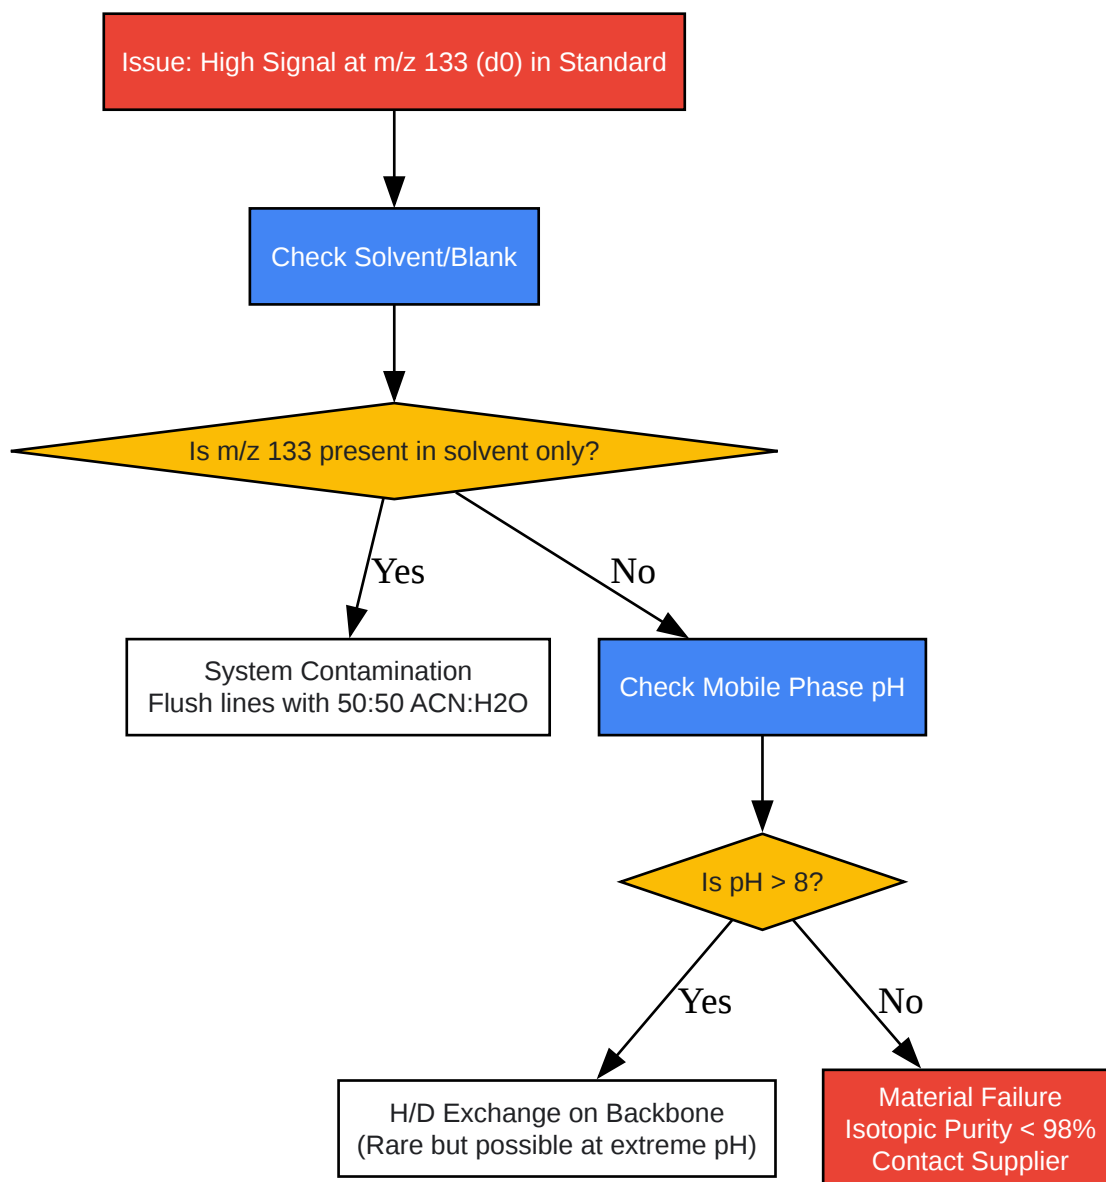 Issue: High Signal at m/z 133 (d0) in Standard
Check Solvent/Blank
Is m/z 133 present in solvent only?
Yes
No
System Contamination
Flush lines with 50:50 ACN:H2O
Check Mobile Phase pH
Is pH > 8?
Yes
No
H/D Exchange on Backbone
(Rare but possible at extreme pH)
Material Failure
Isotopic Purity < 98%
Contact Supplier